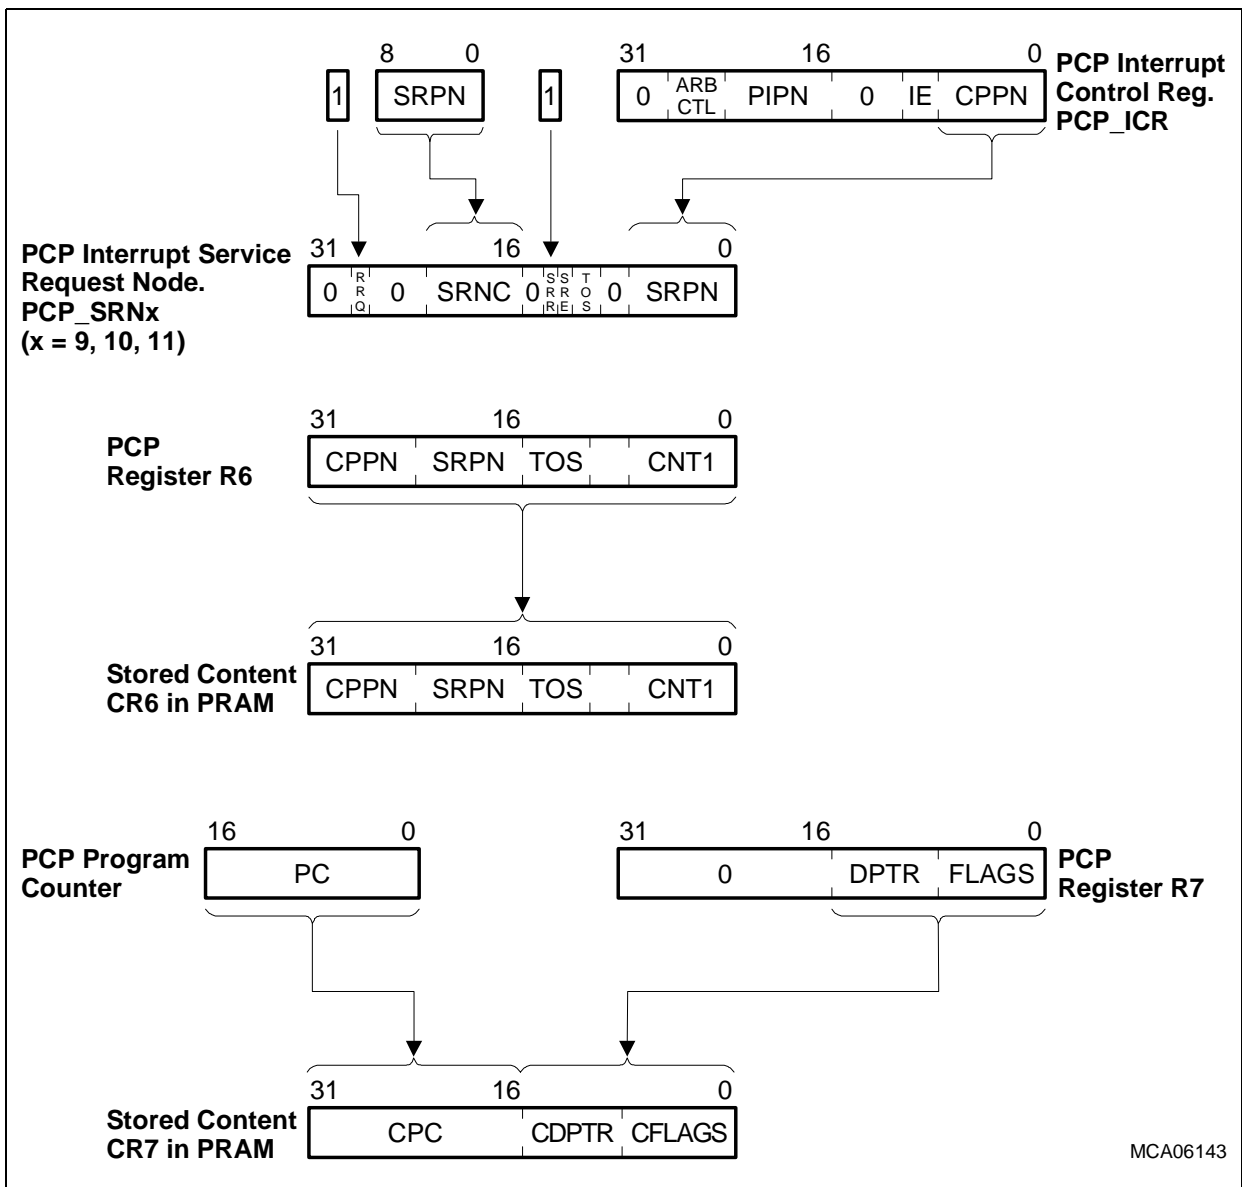 8 0
31 16 0
1
SRPN
1
0 ARB CTL PIPN 0 IE CPPN
PCP Interrupt
Control Reg.
PCP_ICR
PCP Interrupt Service
Request Node.
PCP_SRNx
(x = 9, 10, 11)
31 16 0
0 RRQ 0 SRNC 0 SRR SRE TOS 0 SRPN
PCP
Register R6
31 16 0
CPPN SRPN TOS CNT1
Stored Content
CR6 in PRAM
31 16 0
CPPN SRPN TOS CNT1
PCP Program
Counter
16 0
PC
31 16 0
0 DPTR FLAGS
PCP
Register R7
Stored Content
CR7 in PRAM
31 16 0
CPC CDPTR CFLAGS
MCA06143